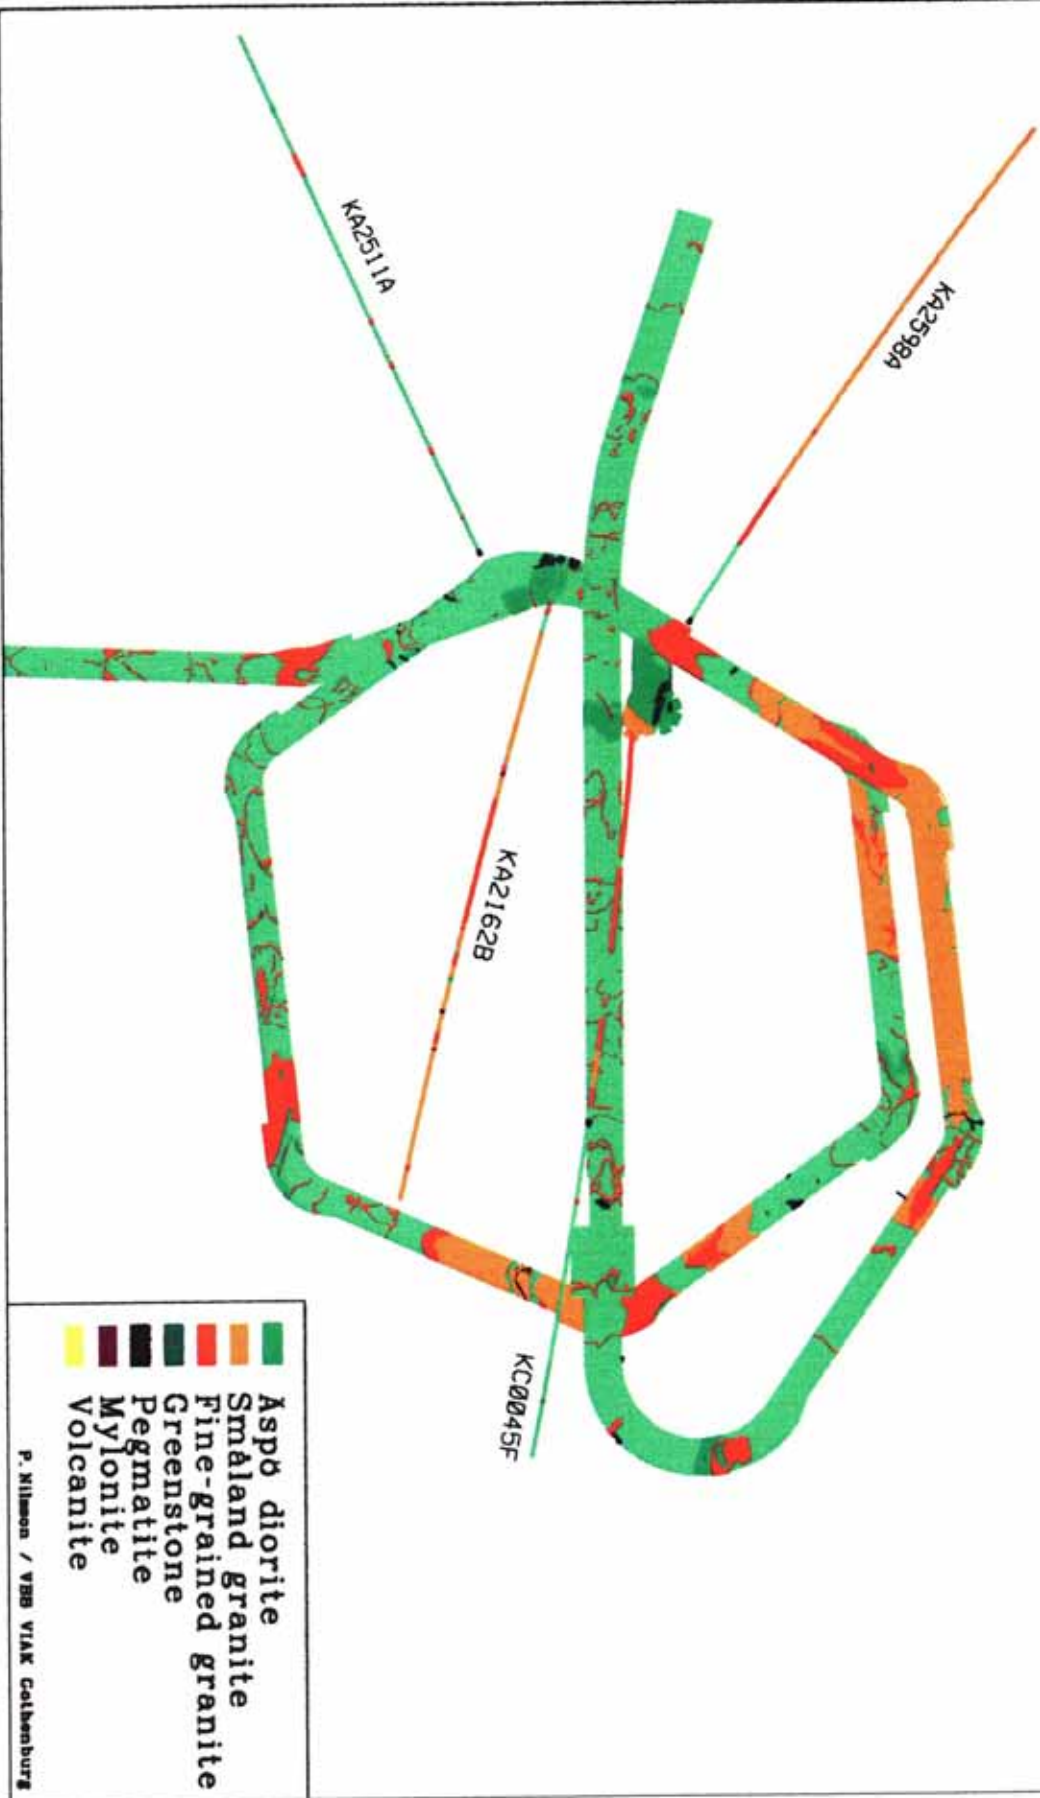 KA2511A
KA2598A
KA2162B
KC0045F
Äspö diorite
Småland granite
Fine-grained granite
Greenstone
Pegmatite
Mylonite
Volcanite
P.Nilsson / VBB VIAK Gothenburg